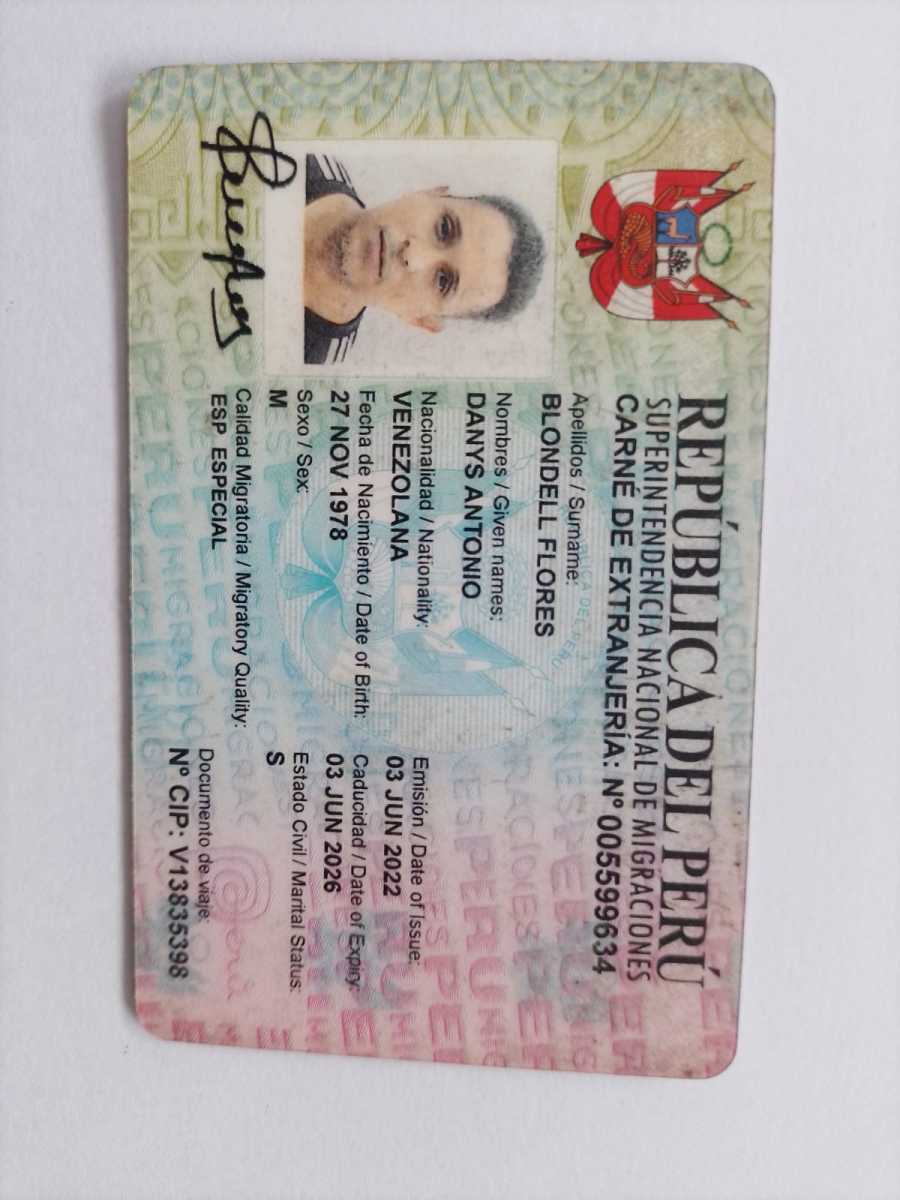 REPÚBLICA DEL PERÚ
SUPERINTENDENCIA NACIONAL DE MIGRACIONES
CARNÉ DE EXTRANJERÍA: Nº 005599634
Apellidos / Surname:
BLONDELL FLORES
Nombres / Given names:
DANYS ANTONIO
Nacionalidad / Nationality:
VENEZOLANA
Emisión / Date of Issue:
03 JUN 2022
Fecha de Nacimiento / Date of Birth:
27 NOV 1978
Caducidad / Date of Expiry:
03 JUN 2026
Sexo / Sex:
M
Estado Civil / Marital Status:
S
Calidad Migratoria / Migratory Quality:
ESP ESPECIAL
Documento de viaje:
Nº CIP: V13835398